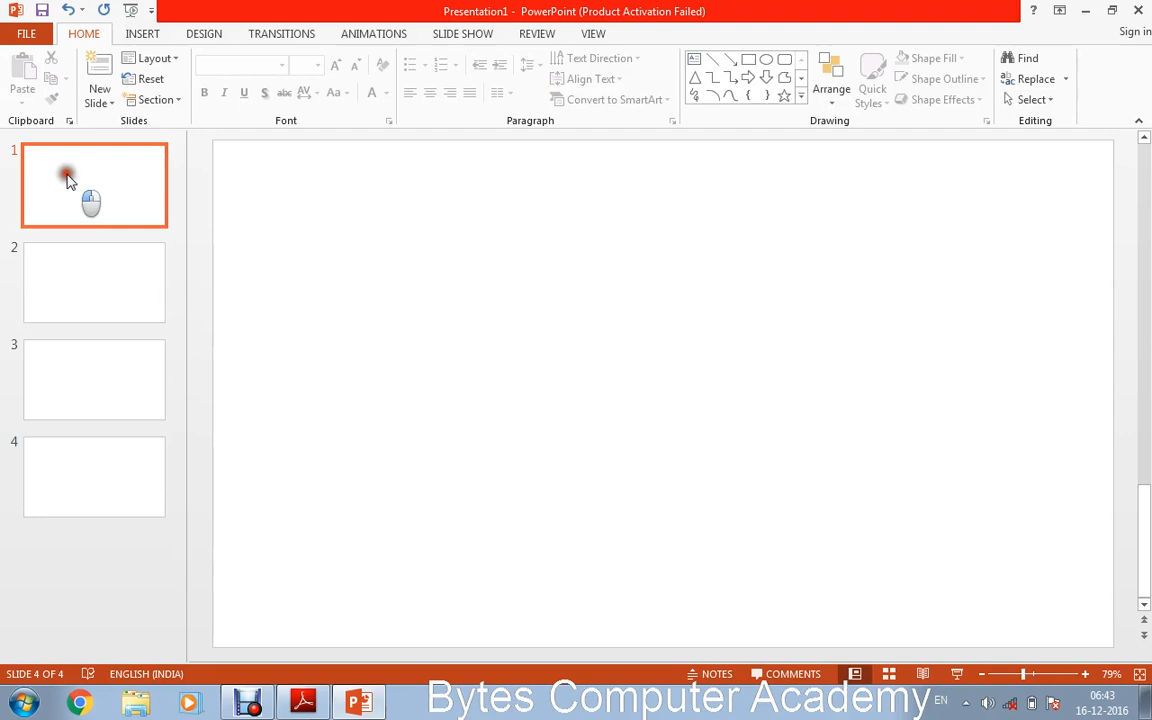 Presentation1 - PowerPoint (Product Activation Failed)
FILE HOME INSERT DESIGN TRANSITIONS ANIMATIONS SLIDE SHOW REVIEW VIEW Sign in
Paste
New Slide
Layout
Reset
Section
B I U S abc AV Aa A
Text Direction
Align Text
Convert to SmartArt
Arrange
Quick Styles
Shape Fill
Shape Outline
Shape Effects
Find
Replace
Select
Clipboard Slides Font Paragraph Drawing Editing
1
2
3
4
SLIDE 4 OF 4 ENGLISH (INDIA) NOTES COMMENTS 79%
Bytes Computer Academy
EN
06:43
16-12-2016